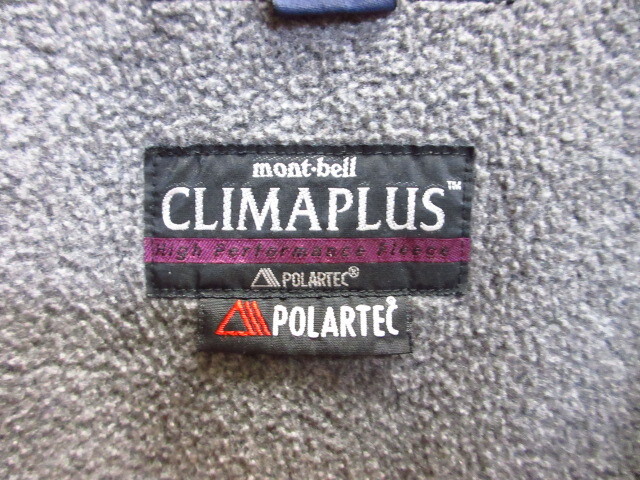 mont-bell
CLIMAPLUS™
High Performance Fleece
POLARTEC®
POLARTEC®